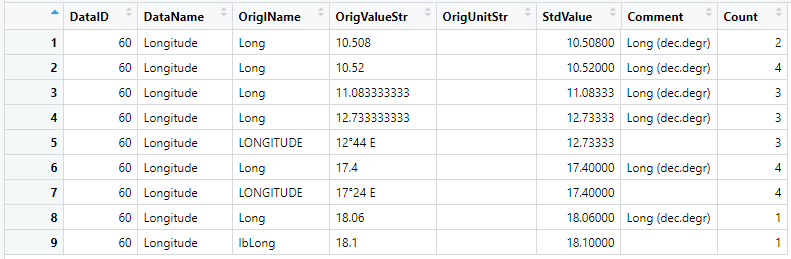 DataID DataName OriglName OrigValueStr OrigUnitStr StdValue Comment Count
1 60 Longitude Long 10.508 10.50800 Long (dec.degr) 2
2 60 Longitude Long 10.52 10.52000 Long (dec.degr) 4
3 60 Longitude Long 11.083333333 11.08333 Long (dec.degr) 3
4 60 Longitude Long 12.733333333 12.73333 Long (dec.degr) 3
5 60 Longitude LONGITUDE 12°44 E 12.73333 3
6 60 Longitude Long 17.4 17.40000 Long (dec.degr) 4
7 60 Longitude LONGITUDE 17°24 E 17.40000 4
8 60 Longitude Long 18.06 18.06000 Long (dec.degr) 1
9 60 Longitude lbLong 18.1 18.10000 1